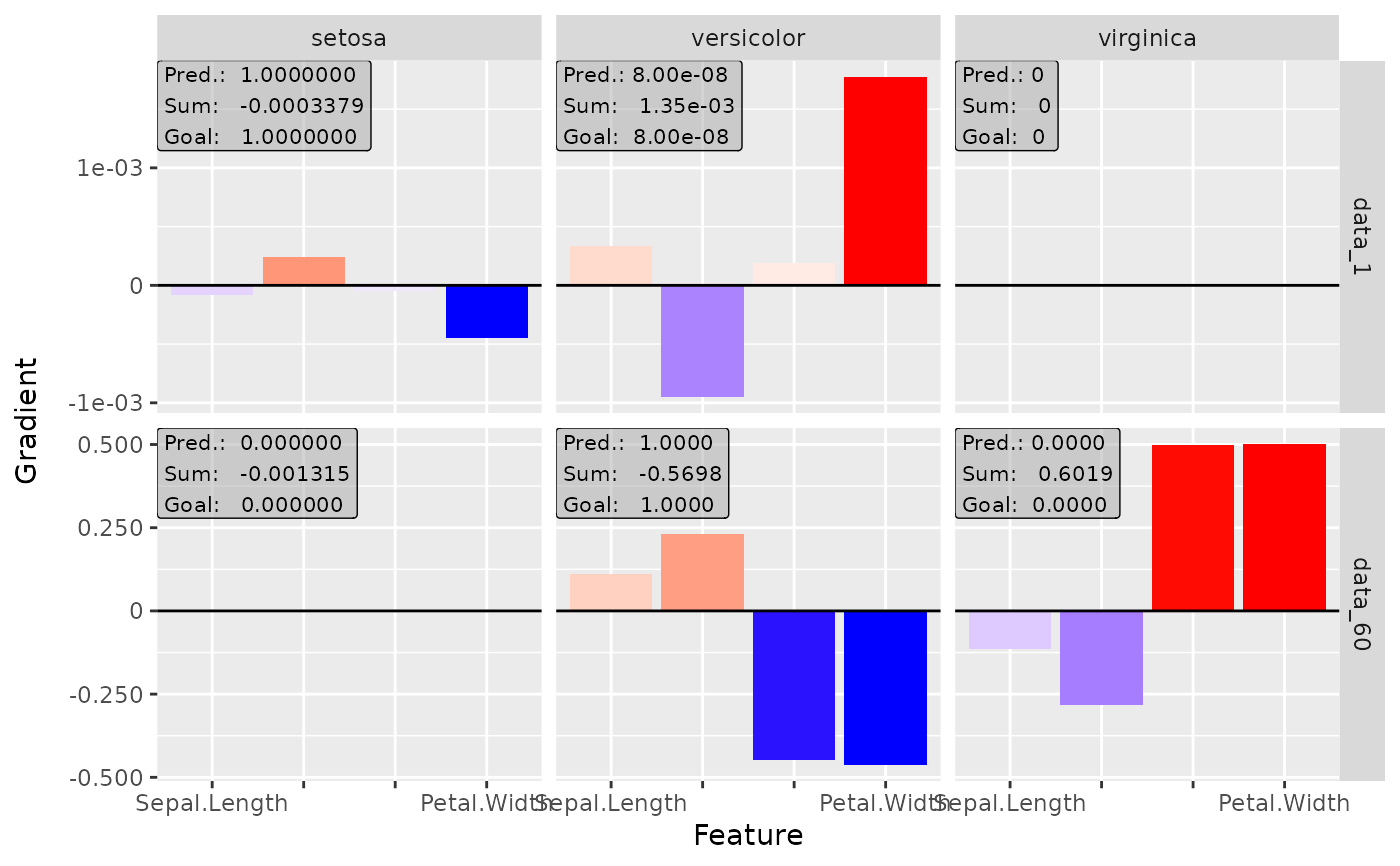 setosa
versicolor
virginica
Pred.: 1.0000000
Sum: -0.0003379
Goal: 1.0000000
Pred.: 8.00e-08
Sum: 1.35e-03
Goal: 8.00e-08
Pred.: 0
Sum: 0
Goal: 0
1e-03
0
-1e-03
data_1
Gradient
Pred.: 0.000000
Sum: -0.001315
Goal: 0.000000
Pred.: 1.0000
Sum: -0.5698
Goal: 1.0000
Pred.: 0.0000
Sum: 0.6019
Goal: 0.0000
0.500
0.250
0
-0.250
-0.500
data_60
Sepal.Length
Petal.Width
Sepal.Length
Petal.Width
Sepal.Length
Petal.Width
Feature